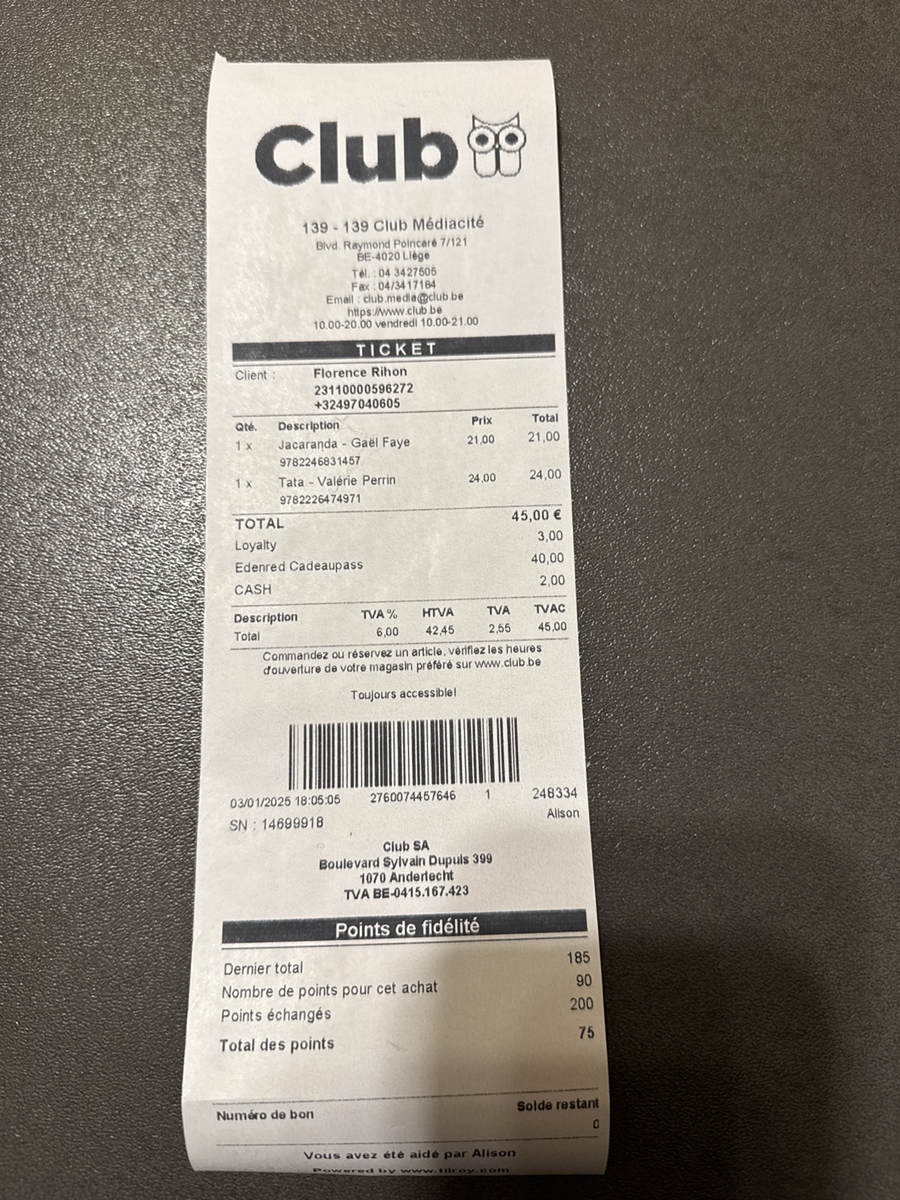 Club
139 - 139 Club Médiacité
Blvd. Raymond Poincaré 7/121
BE-4020 Liège
Tél. : 04 3427505
Fax : 04/3417184
Email : club.media@club.be
https://www.club.be
10.00-20.00 vendredi 10.00-21.00
TICKET
Client : Florence Rihon
23110000596272
+32497040605
Qté. Description Prix Total
1 x Jacaranda - Gaël Faye 21,00 21,00
9782246831457
1 x Tata - Valérie Perrin 24,00 24,00
9782226474971
TOTAL 45,00 €
Loyalty 3,00
Edenred Cadeaupass 40,00
CASH 2,00
Description TVA % HTVA TVA TVAC
Total 6,00 42,45 2,55 45,00
Commandez ou réservez un article, vérifiez les heures
d'ouverture de votre magasin préféré sur www.club.be
Toujours accessible!
03/01/2025 18:05:05 2760074457646 1 248334
SN : 14699918 Alison
Club SA
Boulevard Sylvain Dupuis 399
1070 Anderlecht
TVA BE-0415.167.423
Points de fidélité
Dernier total 185
Nombre de points pour cet achat 90
Points échangés 200
Total des points 75
Numéro de bon Solde restant
0
Vous avez été aidé par Alison
Powered by www.tilroy.com